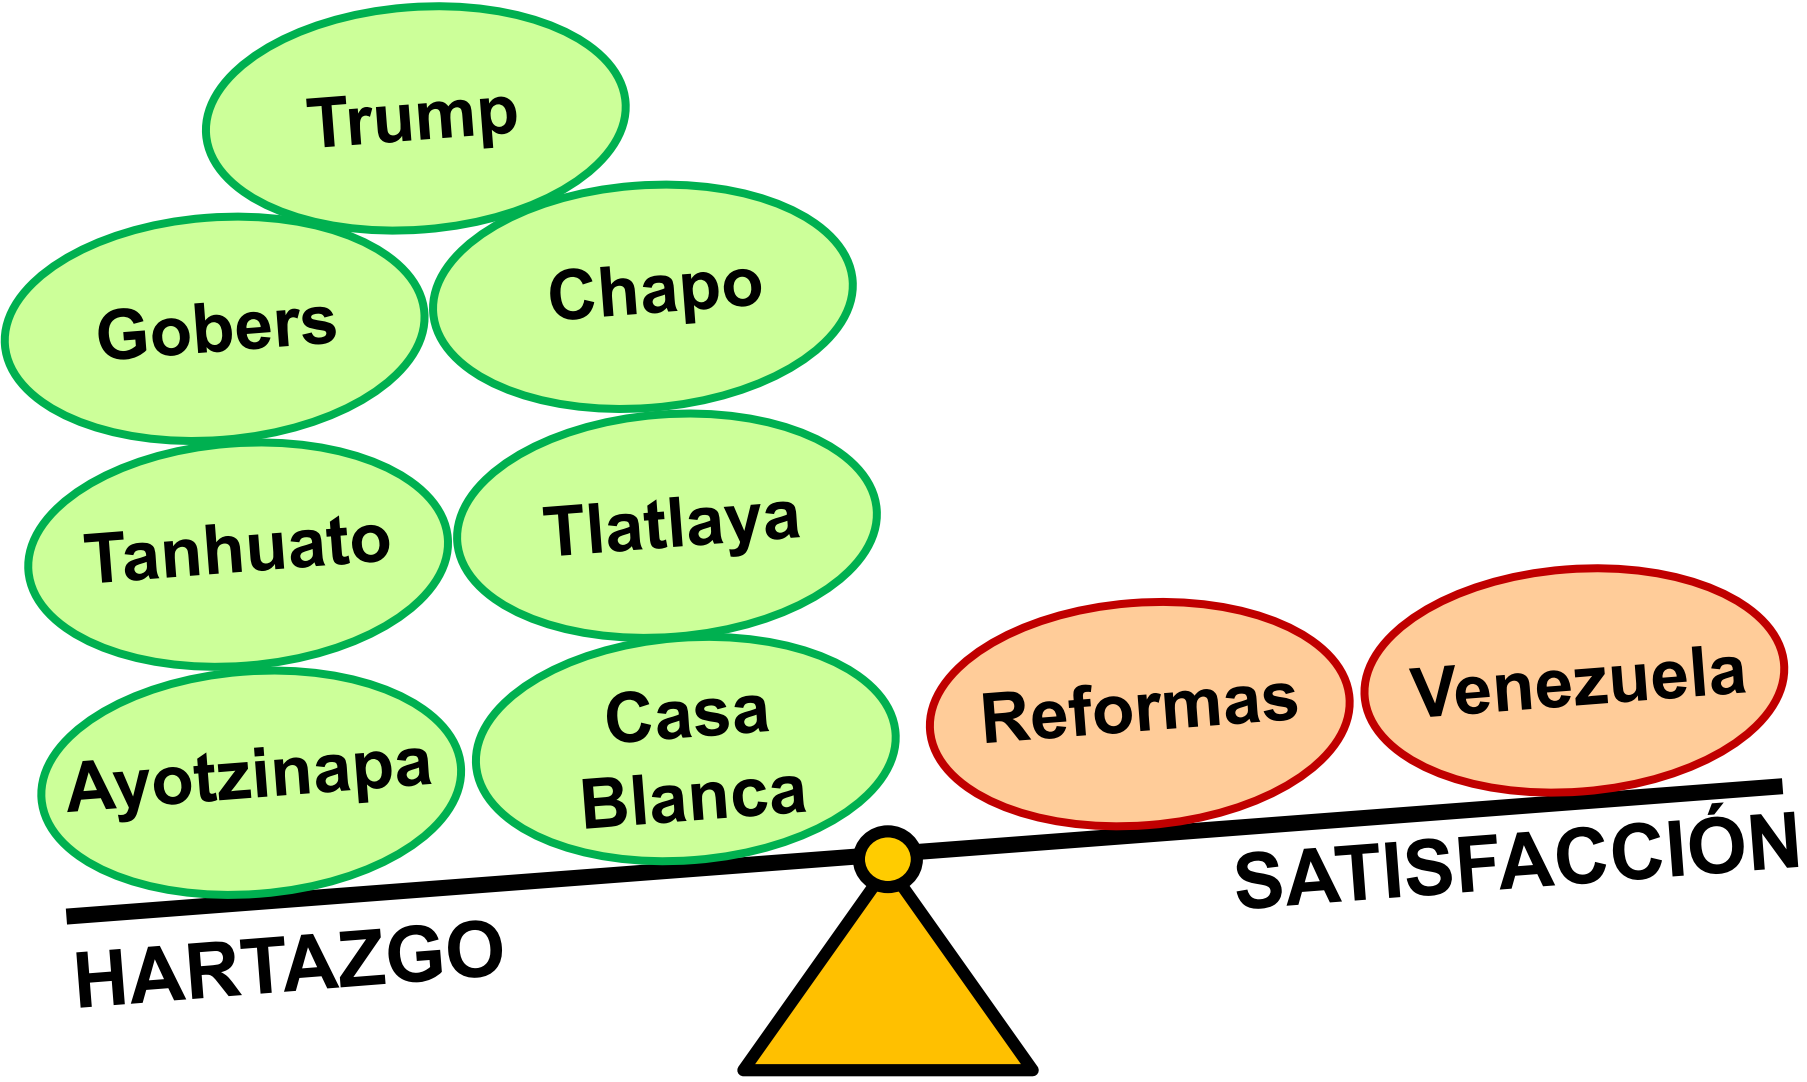 Trump
Gobers
Chapo
Tanhuato
Tlatlaya
Ayotzinapa
Casa
Blanca
Reformas
Venezuela
HARTAZGO
SATISFACCIÓN